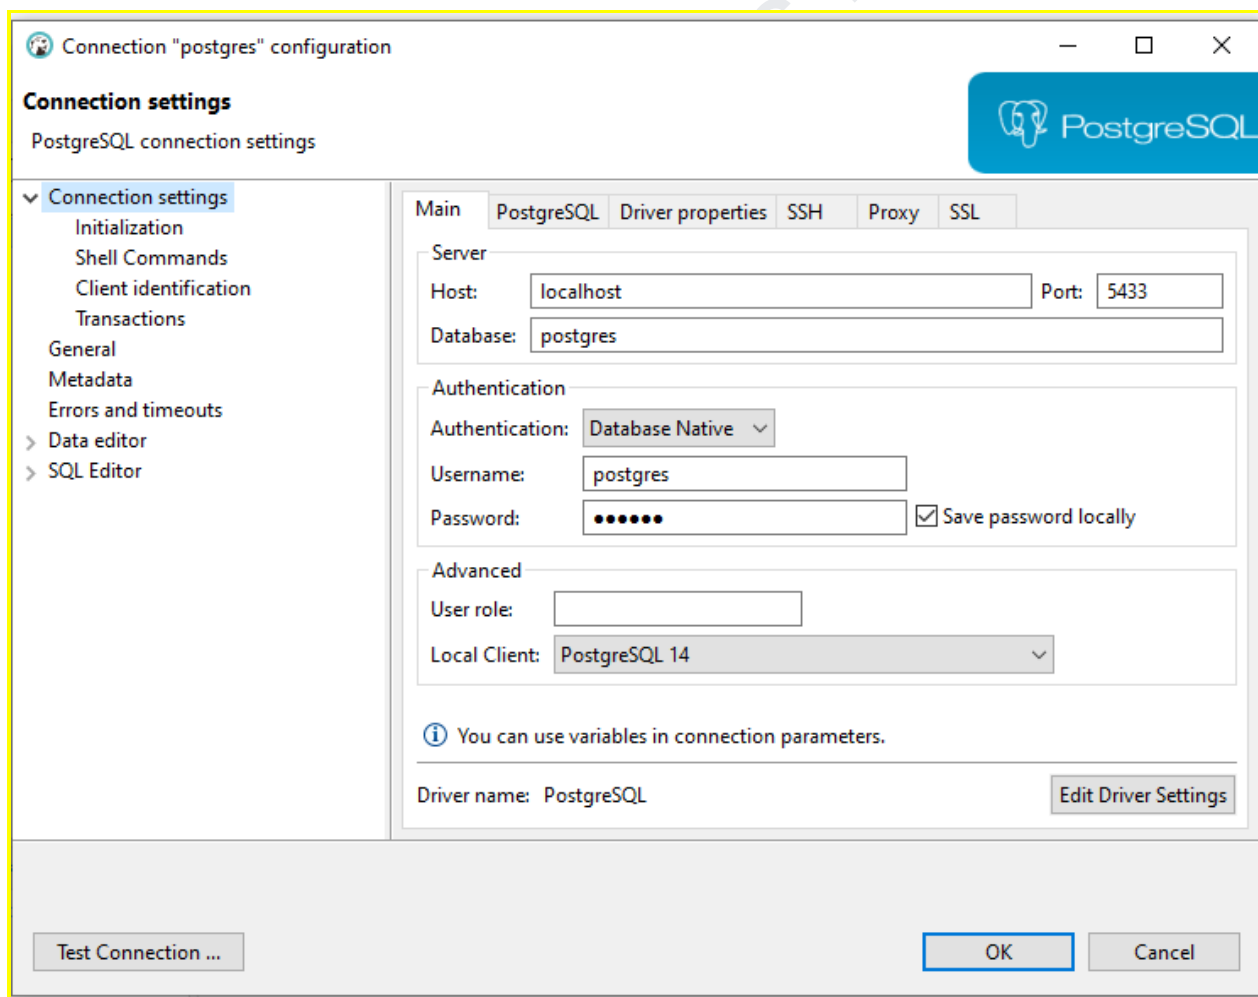 Connection "postgres" configuration
Connection settings
PostgreSQL connection settings
PostgreSQL
Connection settings
Initialization
Shell Commands
Client identification
Transactions
General
Metadata
Errors and timeouts
Data editor
SQL Editor
Main PostgreSQL Driver properties SSH Proxy SSL
Server
Host: localhost Port: 5433
Database: postgres
Authentication
Authentication: Database Native
Username: postgres
Password: ●●●●●● Save password locally
Advanced
User role:
Local Client: PostgreSQL 14
You can use variables in connection parameters.
Driver name: PostgreSQL Edit Driver Settings
Test Connection ... OK Cancel